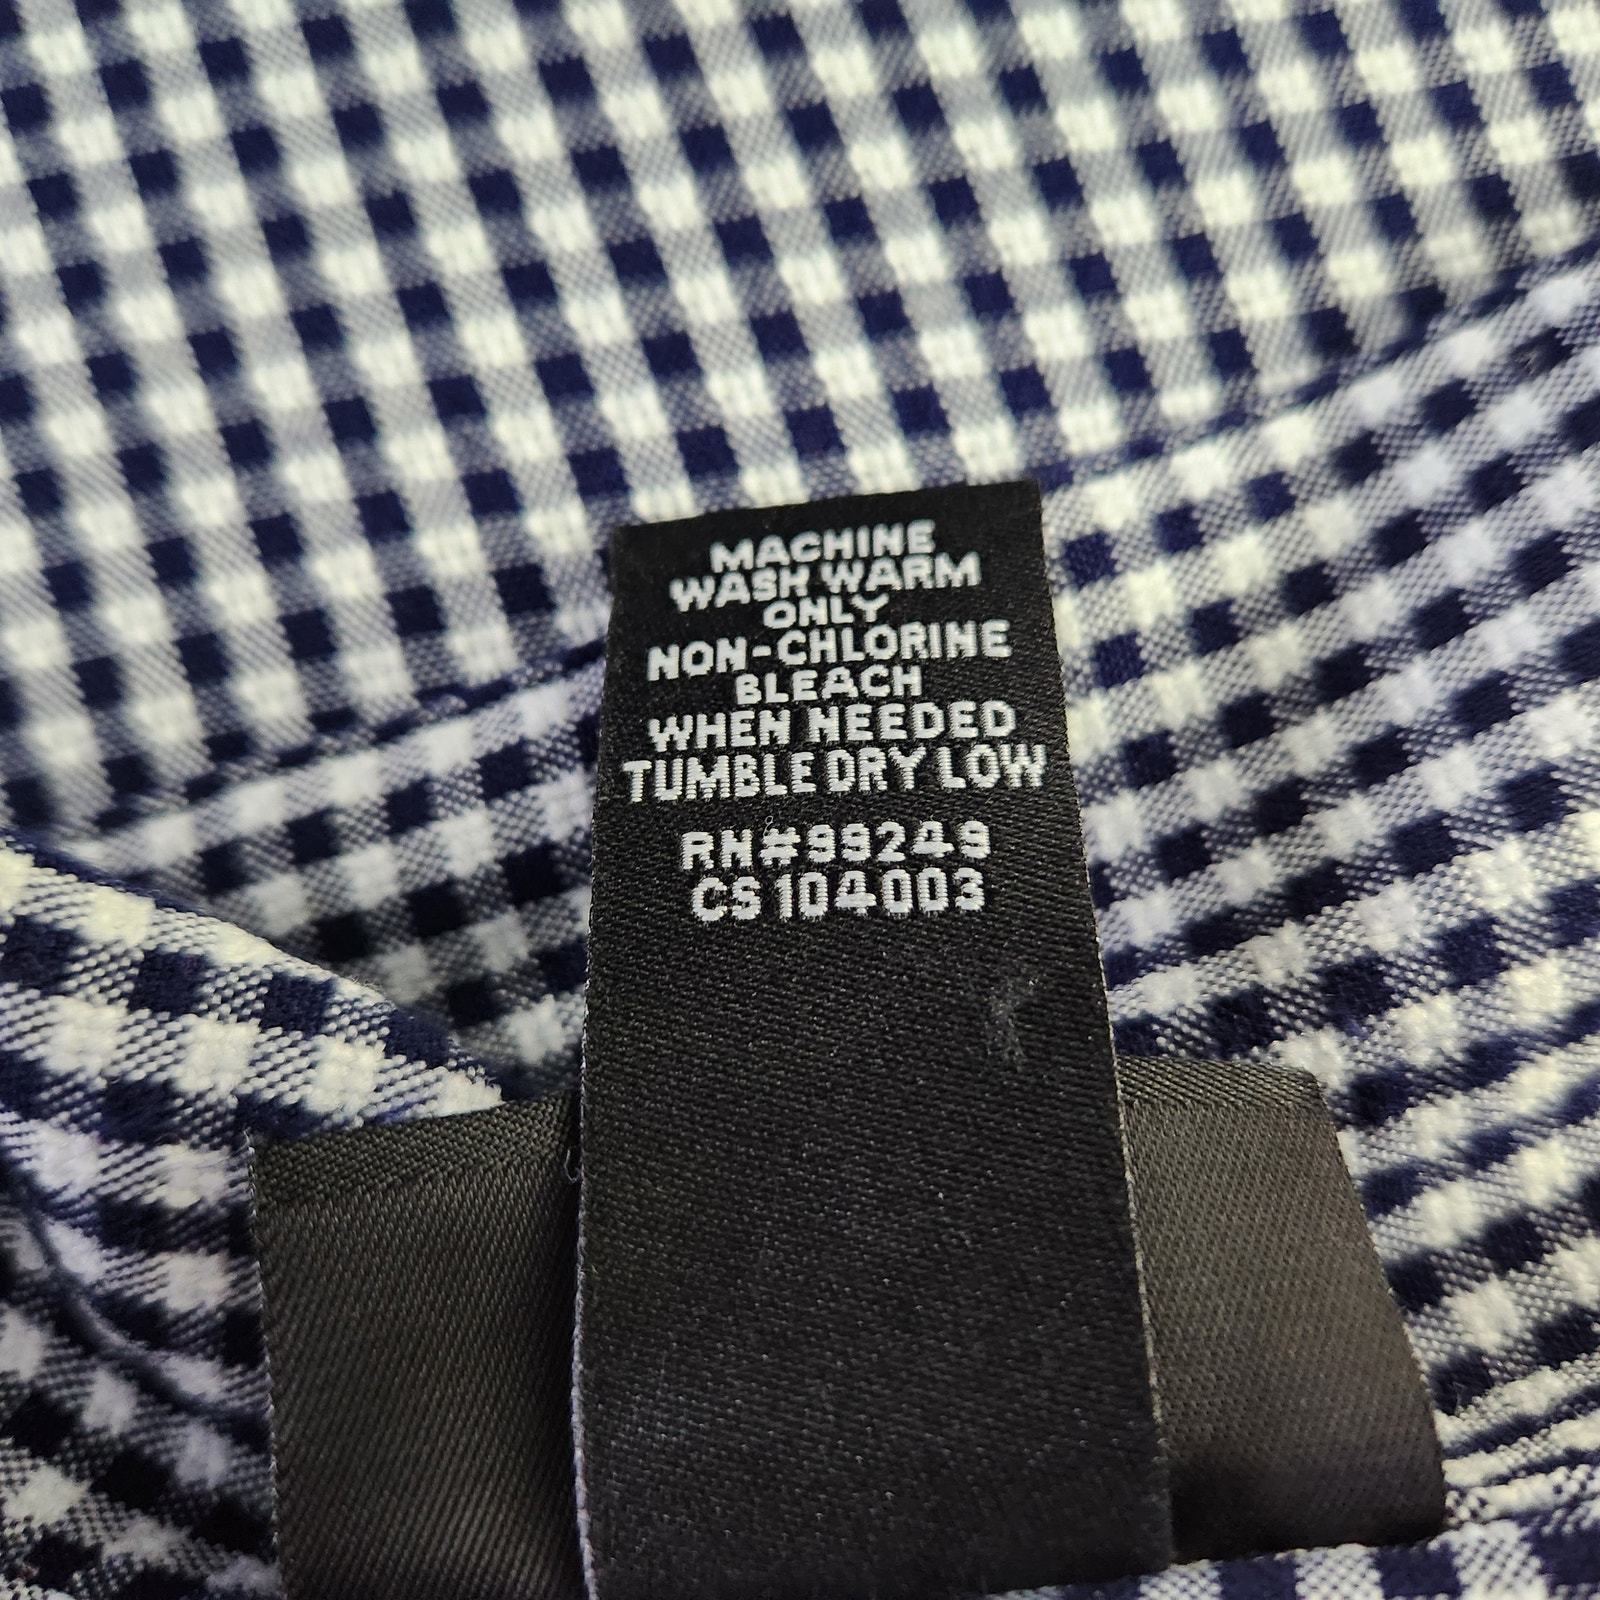 MACHINE
WASH WARM
ONLY
NON-CHLORINE
BLEACH
WHEN NEEDED
TUMBLE DRY LOW
RN#99249
CS 104003